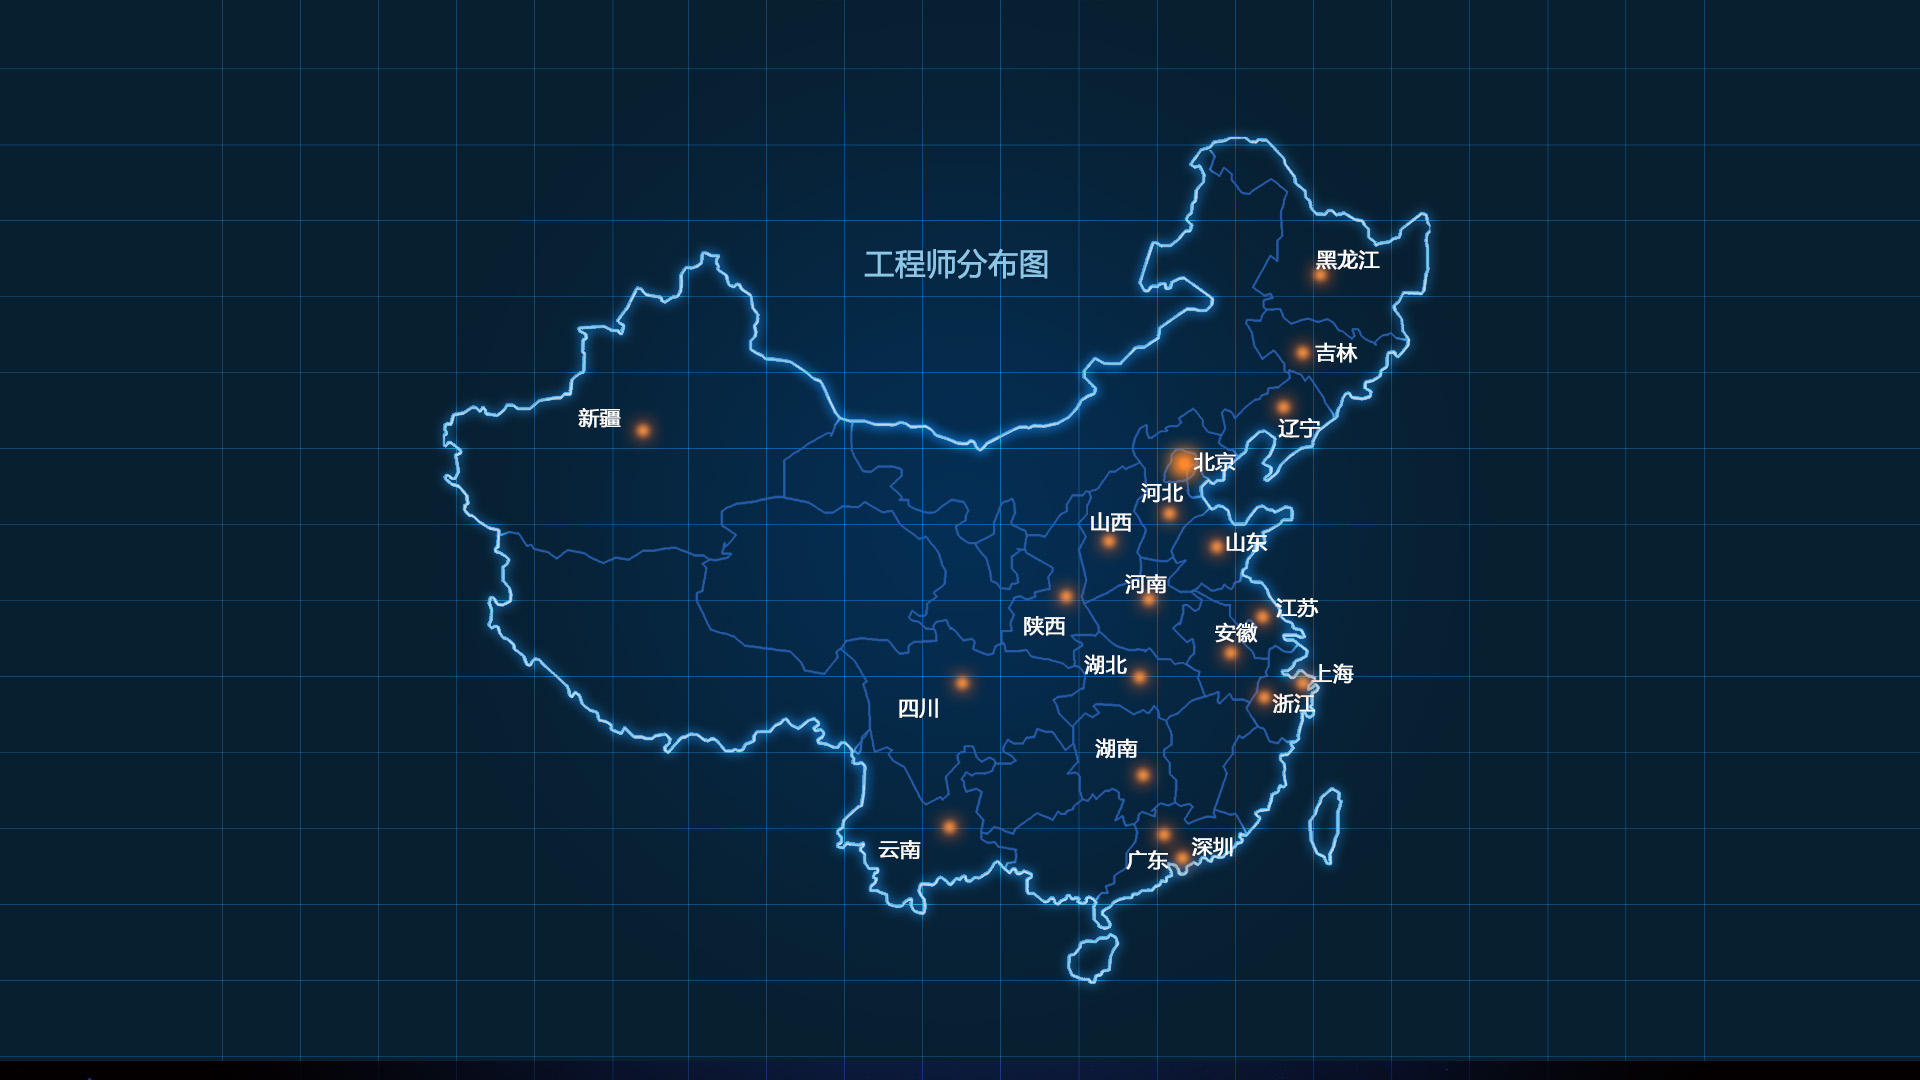 工程师分布图
黑龙江
吉林
新疆
辽宁
北京
河北
山西
山东
河南
江苏
陕西
安徽
湖北
上海
四川
浙江
湖南
深圳
云南
广东